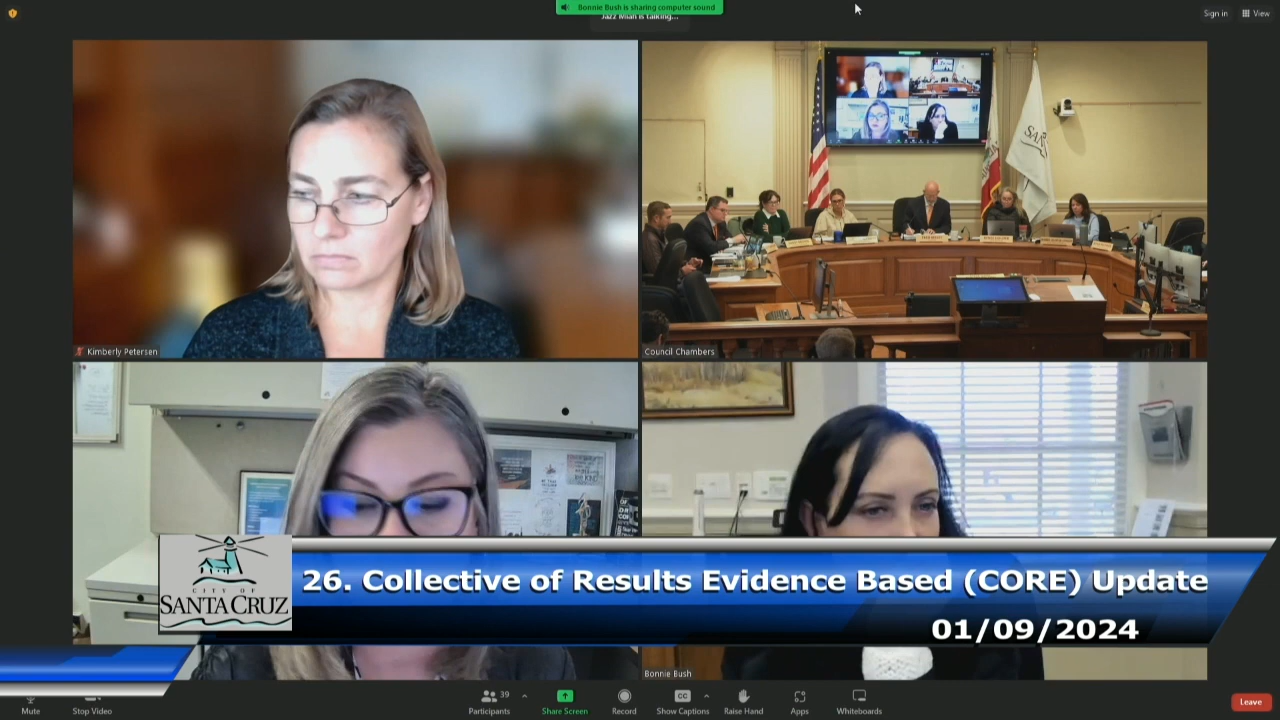 Bonnie Bush is sharing computer sound
Jazz Milan is talking...
Sign in
View
Kimberly Petersen
Council Chambers
CITY OF
SANTA CRUZ
26. Collective of Results Evidence Based (CORE) Update
01/09/2024
Bonnie Bush
Mute
Stop Video
Participants
39
Share Screen
CC
Show Captions
Raise Hand
Apps
Whiteboards
Leave